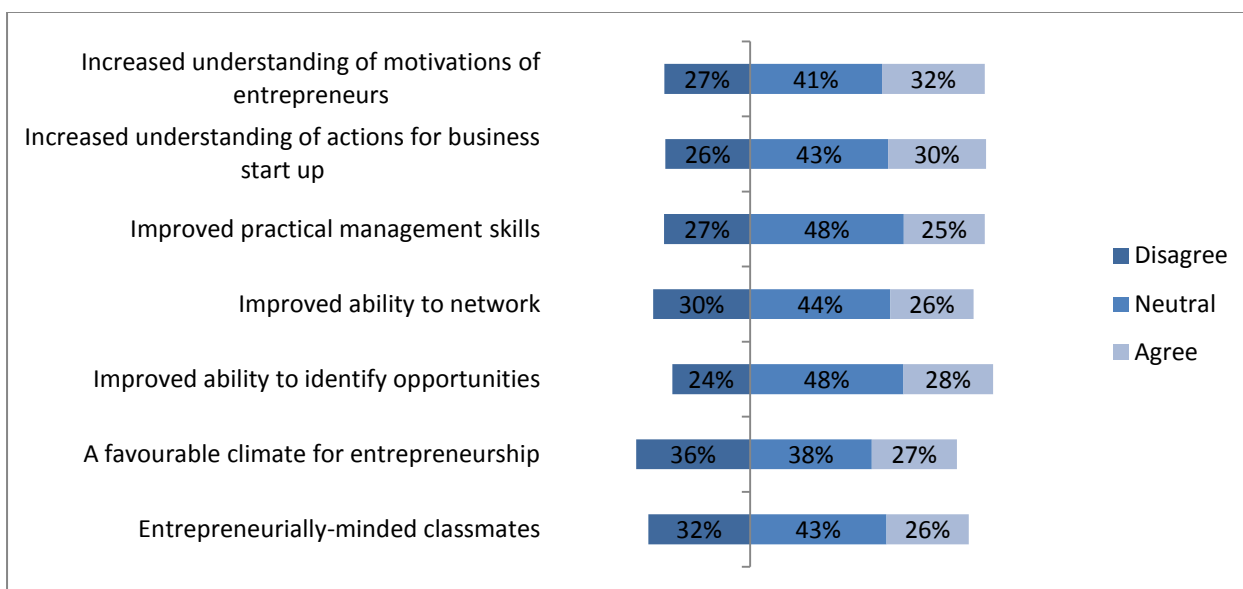 Increased understanding of motivations of
entrepreneurs
27% 41% 32%
Increased understanding of actions for business
start up
26% 43% 30%
Improved practical management skills
27% 48% 25%
Improved ability to network
30% 44% 26%
Improved ability to identify opportunities
24% 48% 28%
A favourable climate for entrepreneurship
36% 38% 27%
Entrepreneurially-minded classmates
32% 43% 26%
Disagree
Neutral
Agree